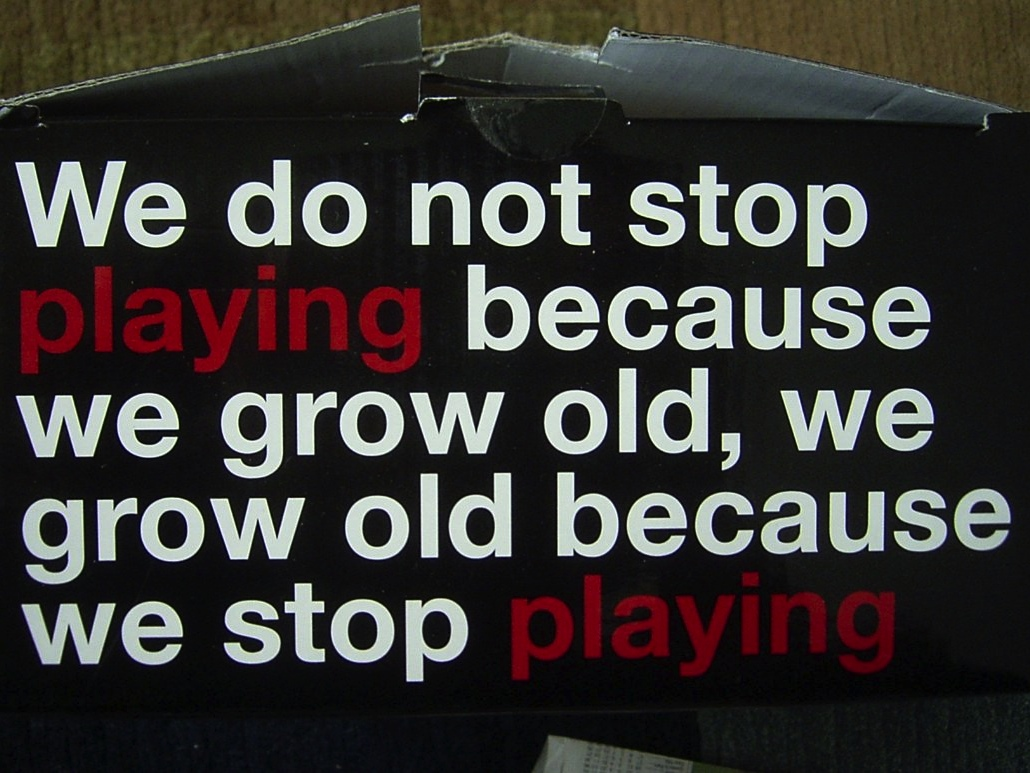 We do not stop
playing because
we grow old, we
grow old because
we stop playing